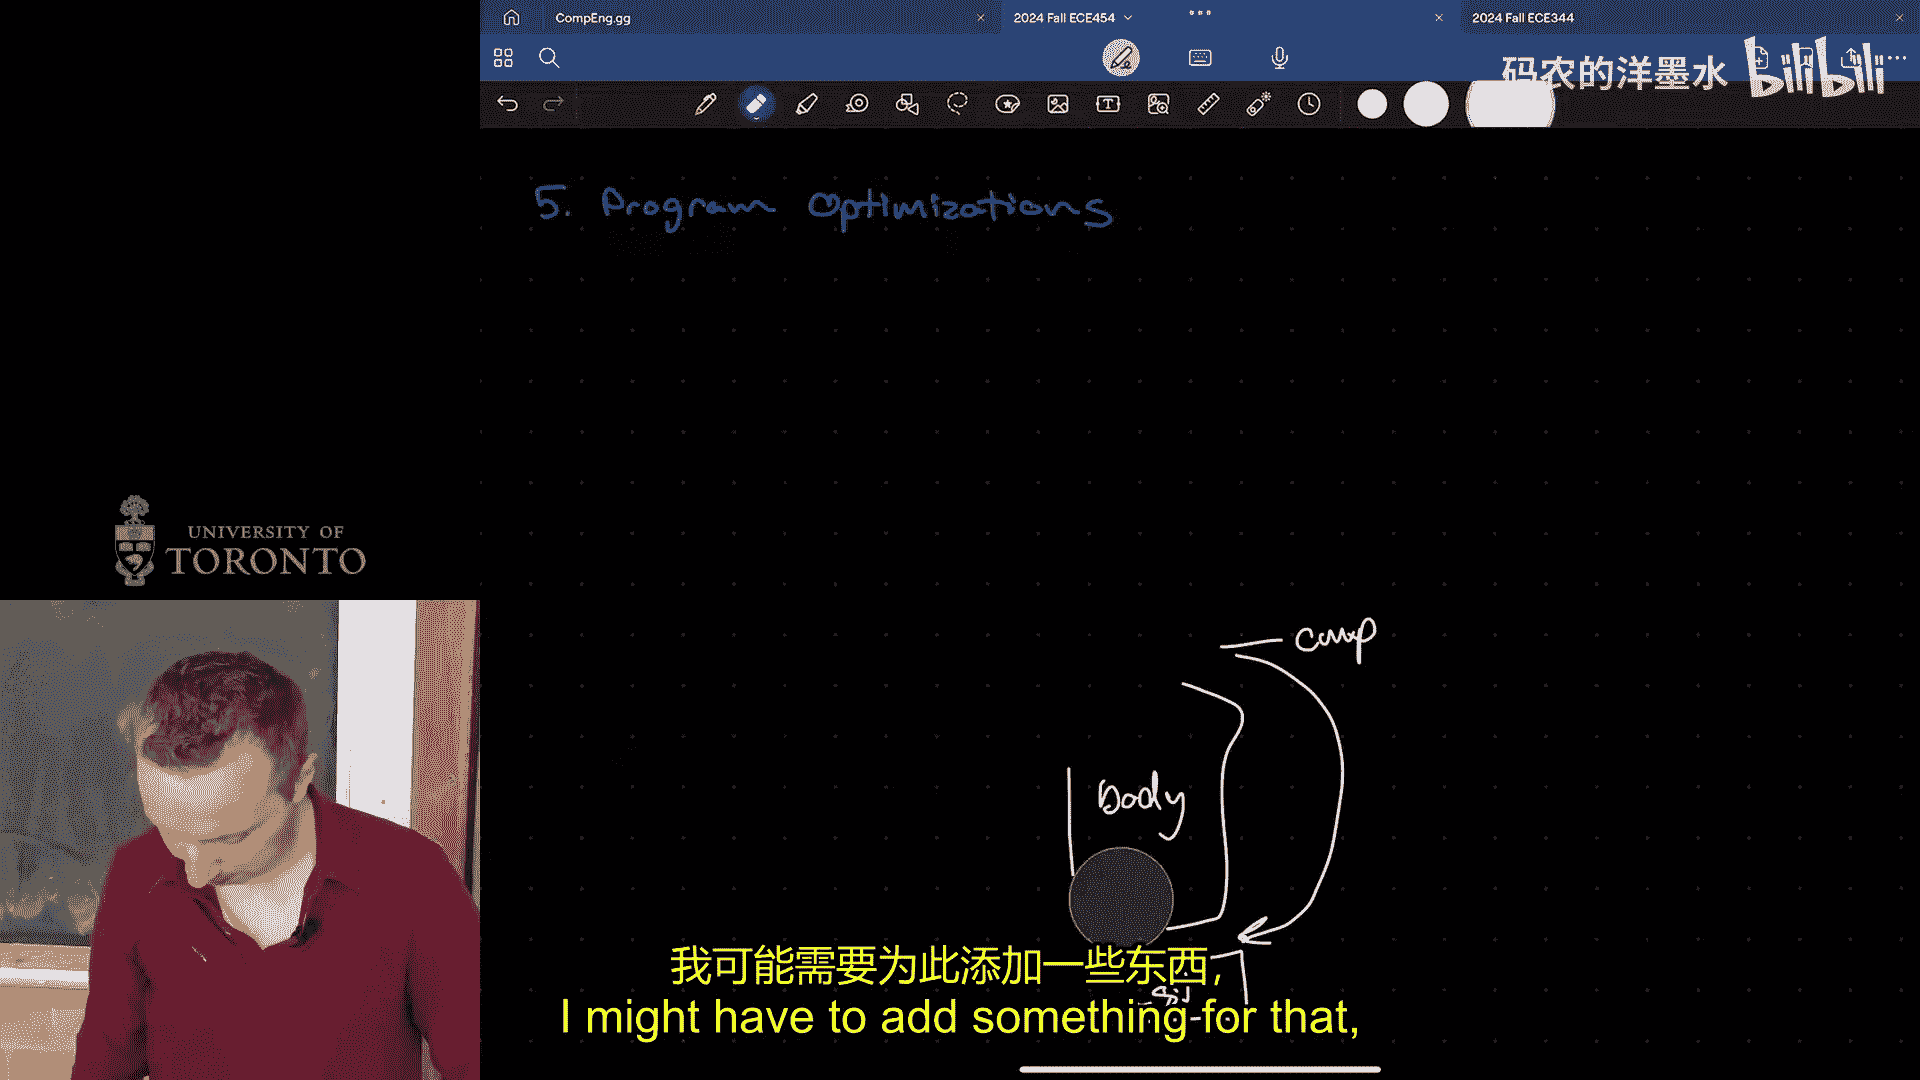 CompEng.gg
2024 Fall ECE454
2024 Fall ECE344
码农的洋墨水 bilibili
5. Program Optimizations
UNIVERSITY OF
TORONTO
cmp
body
我可能需要为此添加一些东西,
I might have to add something for that,